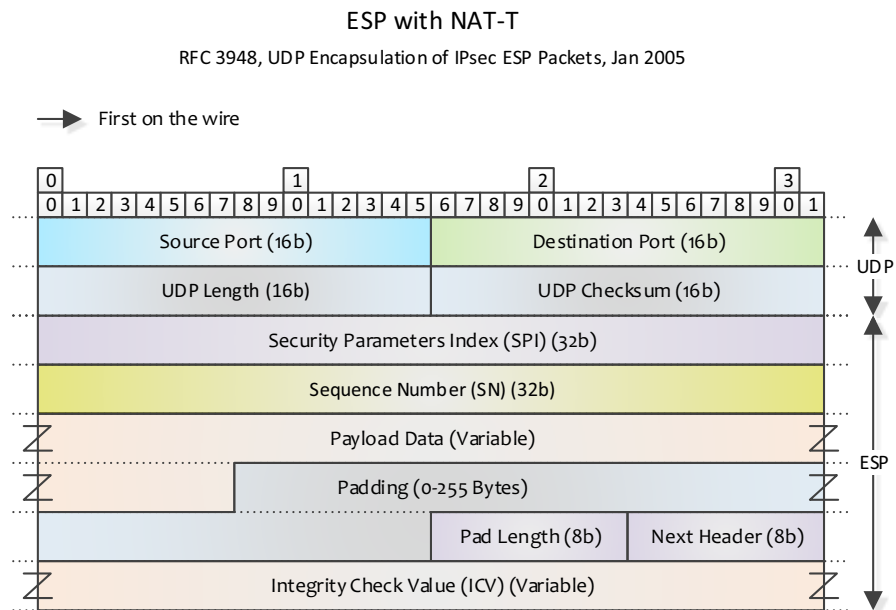 ESP with NAT-T
RFC 3948, UDP Encapsulation of IPsec ESP Packets, Jan 2005
First on the wire
0 1 2 3
0 1 2 3 4 5 6 7 8 9 0 1 2 3 4 5 6 7 8 9 0 1 2 3 4 5 6 7 8 9 0 1
Source Port (16b) Destination Port (16b)
UDP
UDP Length (16b) UDP Checksum (16b)
Security Parameters Index (SPI) (32b)
Sequence Number (SN) (32b)
Payload Data (Variable)
ESP
Padding (0-255 Bytes)
Pad Length (8b) Next Header (8b)
Integrity Check Value (ICV) (Variable)